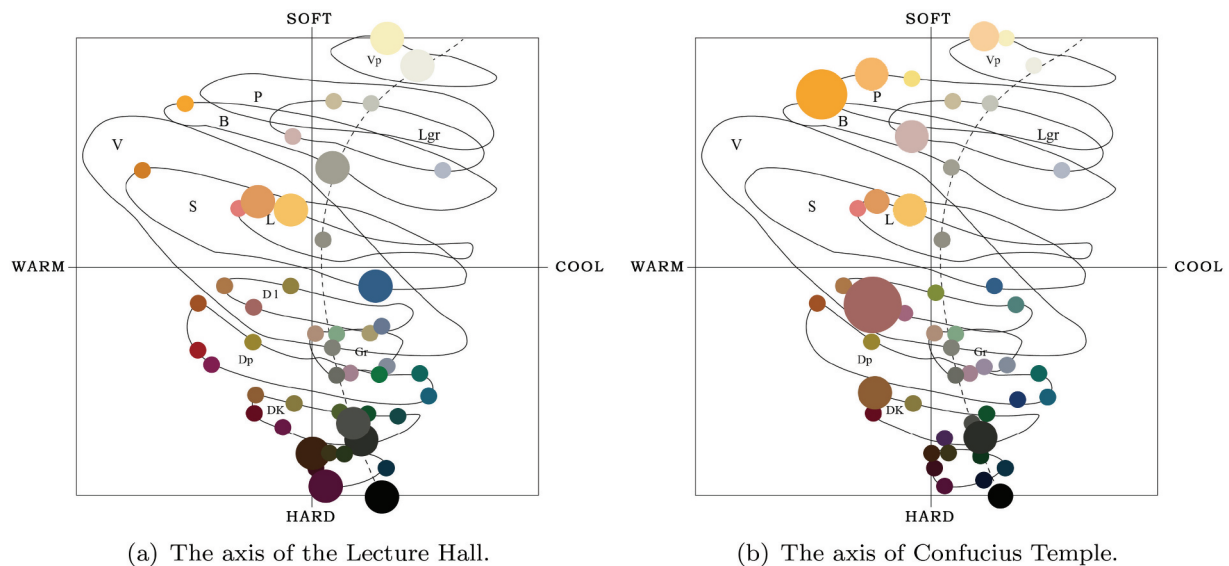 SOFT
Vp
P
B
Lgr
V
S
L
WARM
COOL
D l
Dp
Gr
DK
HARD
(a) The axis of the Lecture Hall.
SOFT
Vp
P
B
Lgr
V
S
L
WARM
COOL
Dp
Gr
DK
HARD
(b) The axis of Confucius Temple.